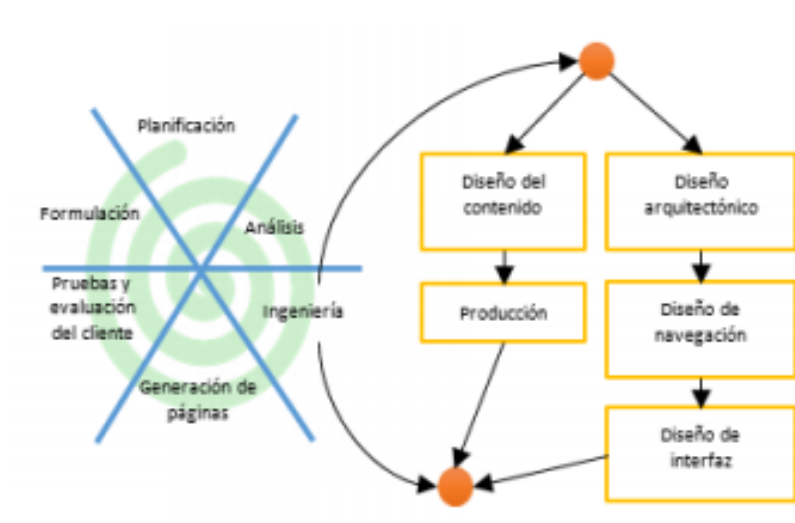 Planificación
Formulación
Análisis
Pruebas y
evaluación
del cliente
Ingeniería
Generación de
páginas
Diseño del
contenido
Producción
Diseño
arquitectónico
Diseño de
navegación
Diseño de
interfaz